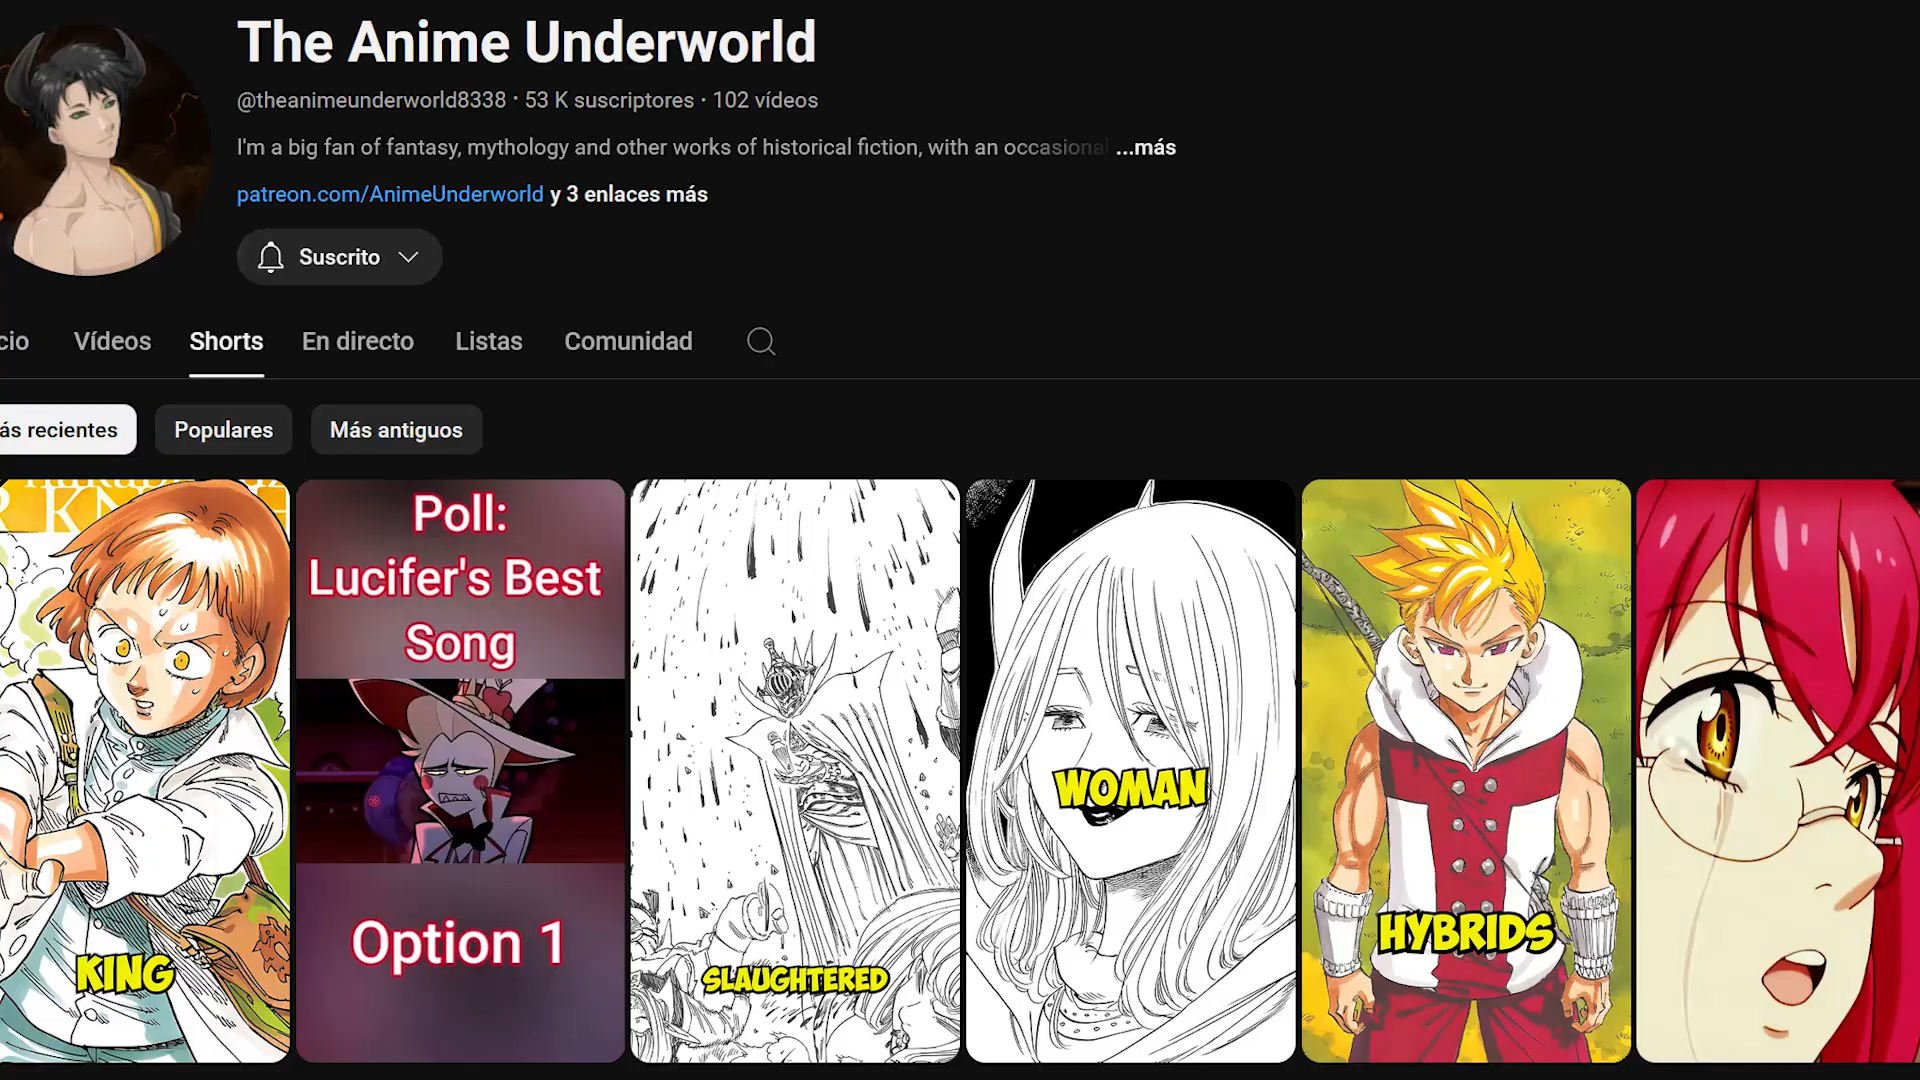 The Anime Underworld
@theanimeunderworld8338 · 53 K suscriptores · 102 vídeos
I'm a big fan of fantasy, mythology and other works of historical fiction, with an occasional ...más
patreon.com/AnimeUnderworld y 3 enlaces más
Suscrito
cio Vídeos Shorts En directo Listas Comunidad
ás recientes Populares Más antiguos
R KN
KING
Poll:
Lucifer's Best
Song
Option 1
SLAUGHTERED
WOMAN
HYBRIDS